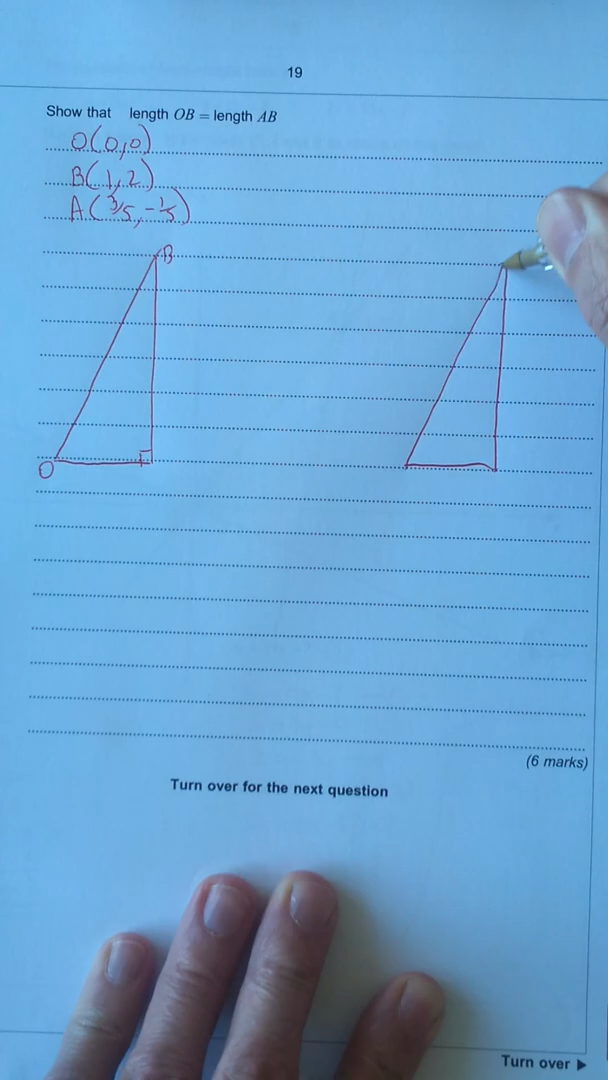 19
Show that length OB = length AB
O(0,0)
B(1,2)
A(3/5, -1/5)
B
O
(6 marks)
Turn over for the next question
Turn over ►